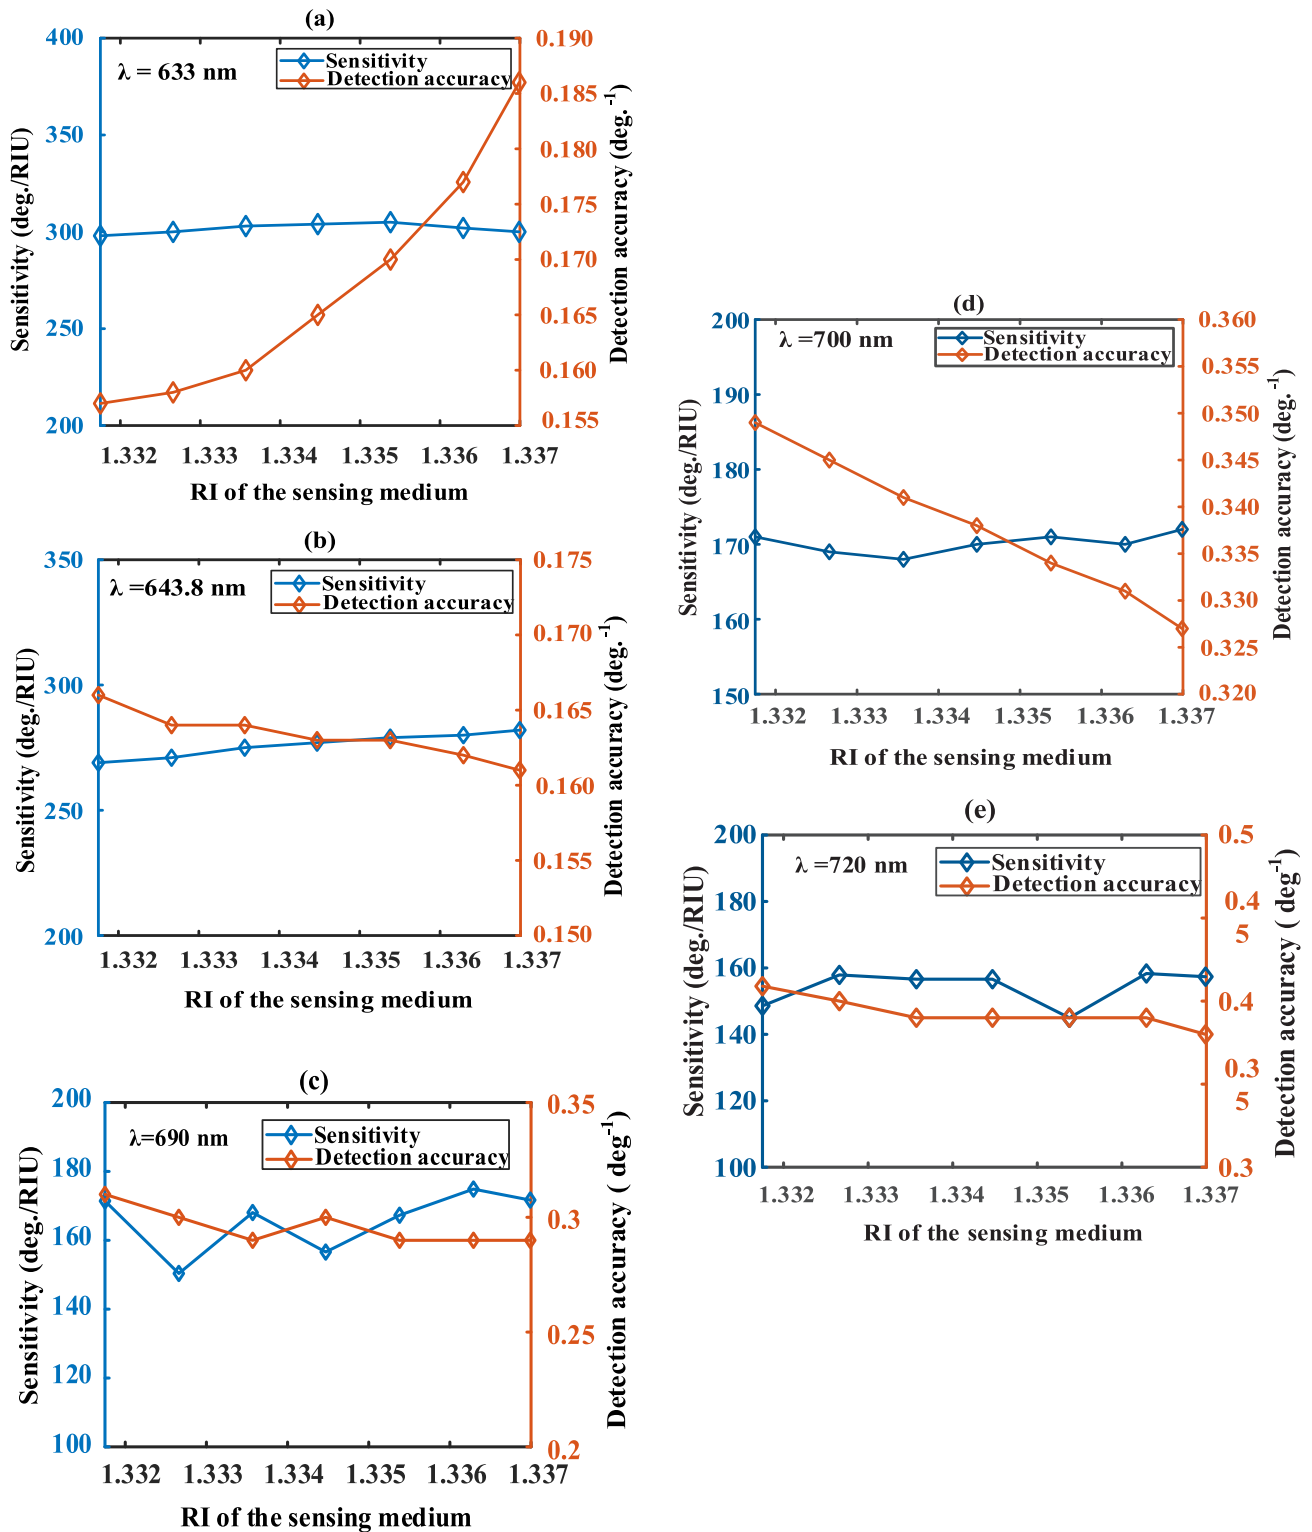 (a)
400
350
300
250
200
λ = 633 nm
Sensitivity
Detection accuracy
0.190
0.185
0.180
0.175
0.170
0.165
0.160
0.155
Sensitivity (deg./RIU)
Detection accuracy (deg.-1)
1.332 1.333 1.334 1.335 1.336 1.337
RI of the sensing medium
(b)
350
300
250
200
λ =643.8 nm
Sensitivity
Detection accuracy
0.175
0.170
0.165
0.160
0.155
0.150
Sensitivity (deg./RIU)
Detection accuracy (deg.-1)
1.332 1.333 1.334 1.335 1.336 1.337
RI of the sensing medium
(c)
200
180
160
140
120
100
λ=690 nm
Sensitivity
Detection accuracy
0.35
0.3
0.25
0.2
Sensitivity (deg./RIU)
Detection accuracy ( deg-1)
1.332 1.333 1.334 1.335 1.336 1.337
RI of the sensing medium
(d)
200
190
180
170
160
150
λ =700 nm
Sensitivity
Detection accuracy
0.360
0.355
0.350
0.345
0.340
0.335
0.330
0.325
0.320
Sensitivity (deg./RIU)
Detection accuracy (deg.-1)
1.332 1.333 1.334 1.335 1.336 1.337
RI of the sensing medium
(e)
200
180
160
140
120
100
λ =720 nm
Sensitivity
Detection accuracy
0.5
0.4
5
0.4
0.3
5
0.3
Sensitivity (deg./RIU)
Detection accuracy ( deg-1)
1.332 1.333 1.334 1.335 1.336 1.337
RI of the sensing medium